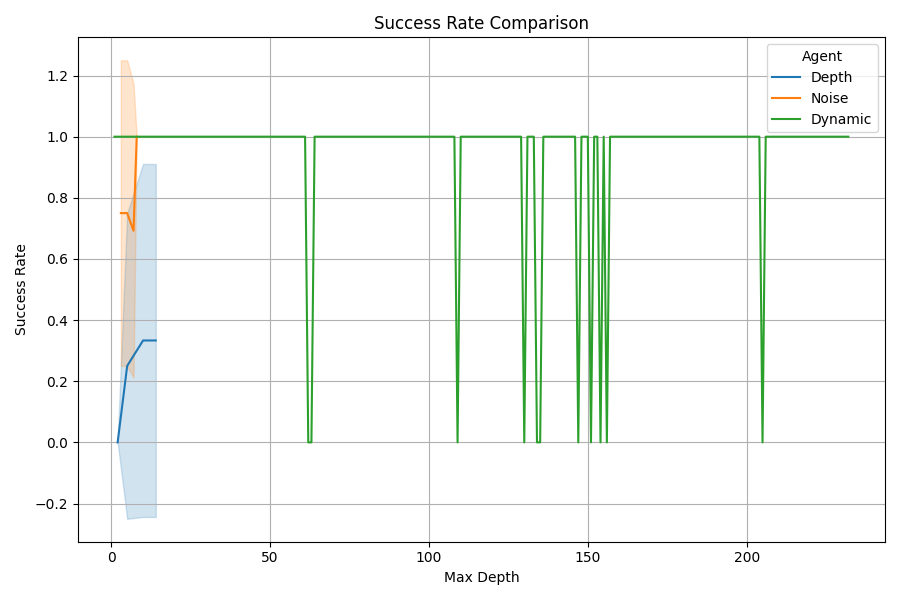 Success Rate Comparison
Agent
Depth
Noise
Dynamic
Success Rate
1.2
1.0
0.8
0.6
0.4
0.2
0.0
−0.2
0
50
100
150
200
Max Depth